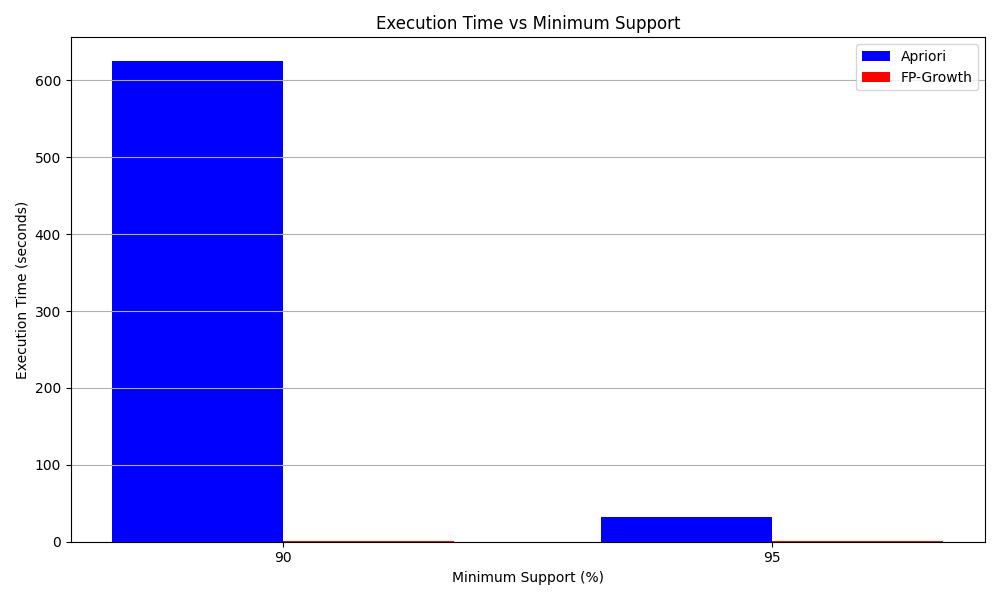 Execution Time vs Minimum Support
Apriori
FP-Growth
Execution Time (seconds)
600
500
400
300
200
100
0
90
95
Minimum Support (%)